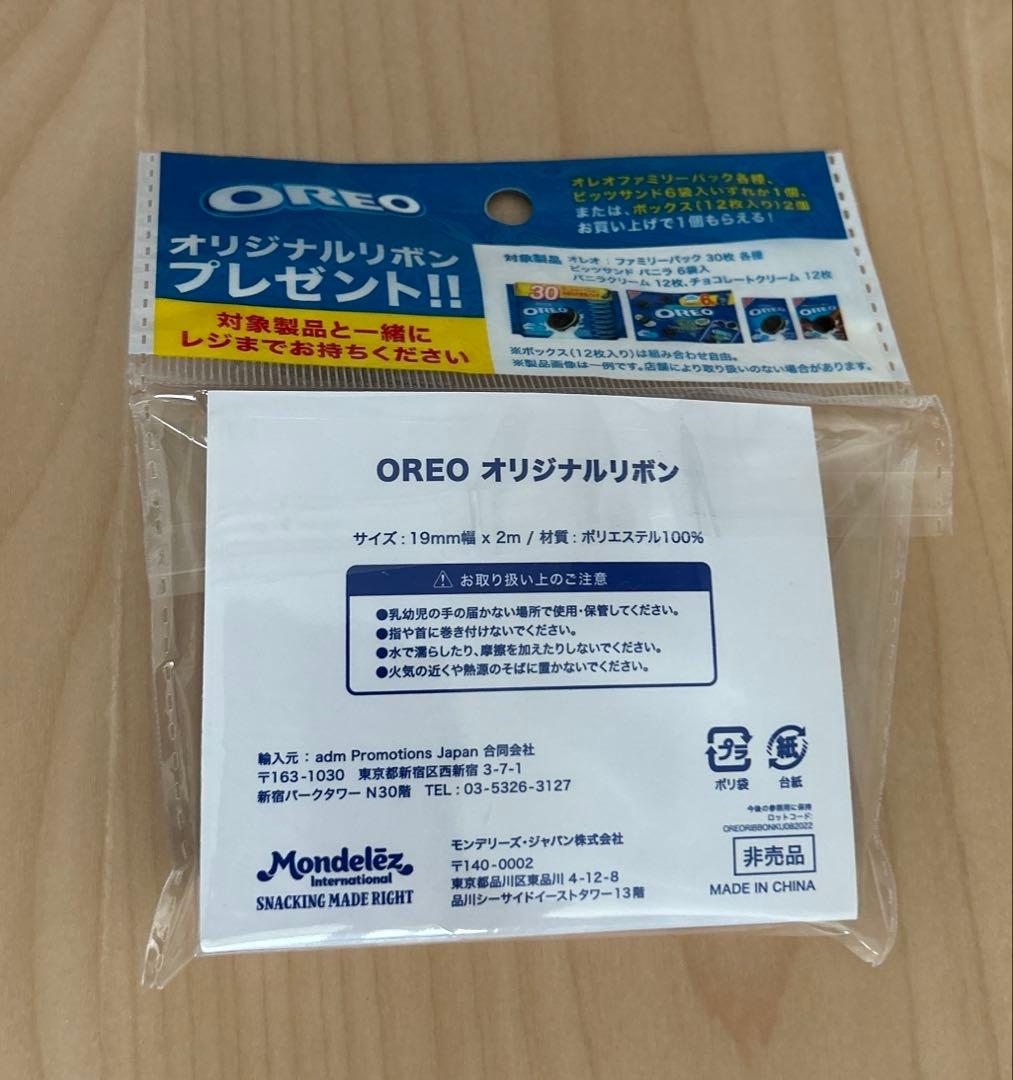 OREO
オリジナルリボン
プレゼント!!
対象製品と一緒に
レジまでお持ちください
オレオファミリーパック各種、
ビッツサンド6袋入いずれか1個、
または、ボックス(12枚入り)2個
お買い上げで1個もらえる!
対象製品 オレオ:ファミリーパック 30枚 各種
ビッツサンド バニラ 6袋入
バニラクリーム 12枚、チョコレートクリーム 12枚
30
OREO
6
OREO
OREO
OREO
※ボックス(12枚入り)は組み合わせ自由。
※製品画像は一例です。店舗により取り扱いのない場合があります。
OREO オリジナルリボン
サイズ:19mm幅 x 2m / 材質:ポリエステル100%
⚠ お取り扱い上のご注意
●乳幼児の手の届かない場所で使用・保管してください。
●指や首に巻き付けないでください。
●水で濡らしたり、摩擦を加えたりしないでください。
●火気の近くや熱源のそばに置かないでください。
輸入元:adm Promotions Japan 合同会社
〒163-1030 東京都新宿区西新宿 3-7-1
新宿パークタワー N30階 TEL:03-5326-3127
プラ
ポリ袋
紙
台紙
今後の参照用に保持
ロットコード:
OREORIBBONKU082022
非売品
MADE IN CHINA
Mondelēz
International
SNACKING MADE RIGHT
モンデリーズ・ジャパン株式会社
〒140-0002
東京都品川区東品川 4-12-8
品川シーサイドイーストタワー13階